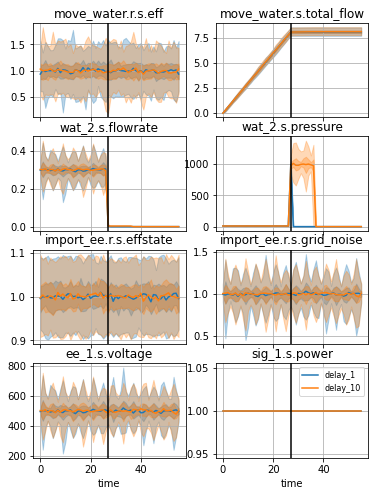 move_water.r.s.eff
move_water.s.total_flow
1.5
1.0
0.5
7.5
5.0
2.5
0.0
wat_2.s.flowrate
wat_2.s.pressure
0.4
0.2
0.0
1000
500
0
import_ee.r.s.effstate
import_ee.r.s.grid_noise
1.1
1.0
0.9
1.5
1.0
0.5
ee_1.s.voltage
sig_1.s.power
800
600
400
200
1.05
1.00
0.95
delay_1
delay_10
0 20 40
0 20 40
time
time